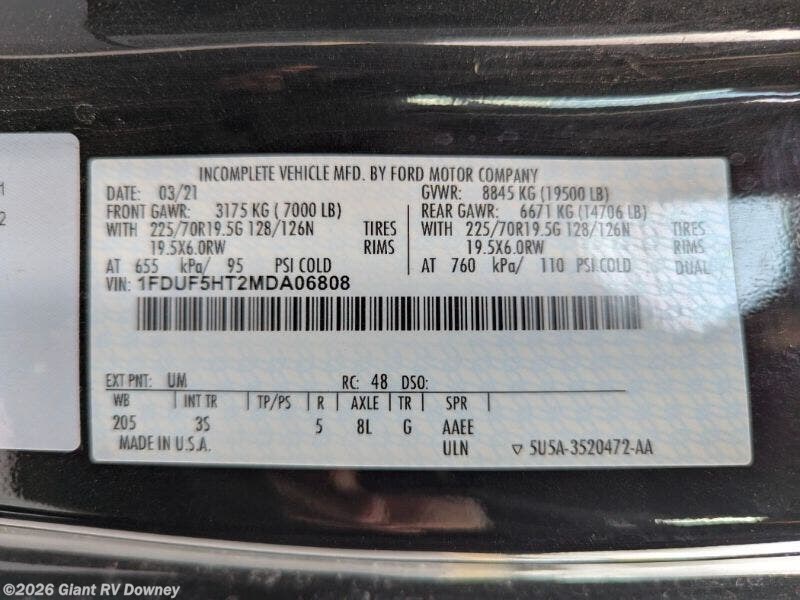 INCOMPLETE VEHICLE MFD. BY FORD MOTOR COMPANY
DATE: 03/21 GVWR: 8845 KG (19500 LB)
FRONT GAWR: 3175 KG ( 7000 LB) REAR GAWR: 6671 KG (14706 LB)
WITH 225/70R19.5G 128/126N TIRES WITH 225/70R19.5G 128/126N TIRES
19.5X6.0RW RIMS 19.5X6.0RW RIMS
AT 655 kPa/ 95 PSI COLD AT 760 kPa/ 110 PSI COLD DUAL
VIN: 1FDUF5HT2MDA06808
EXT PNT: UM RC: 48 DSO:
WB INT TR TP/PS R AXLE TR SPR
205 3S 5 8L G AAEE
MADE IN U.S.A. ULN ▽ 5U5A-3520472-AA
1
2
©2026 Giant RV Downey